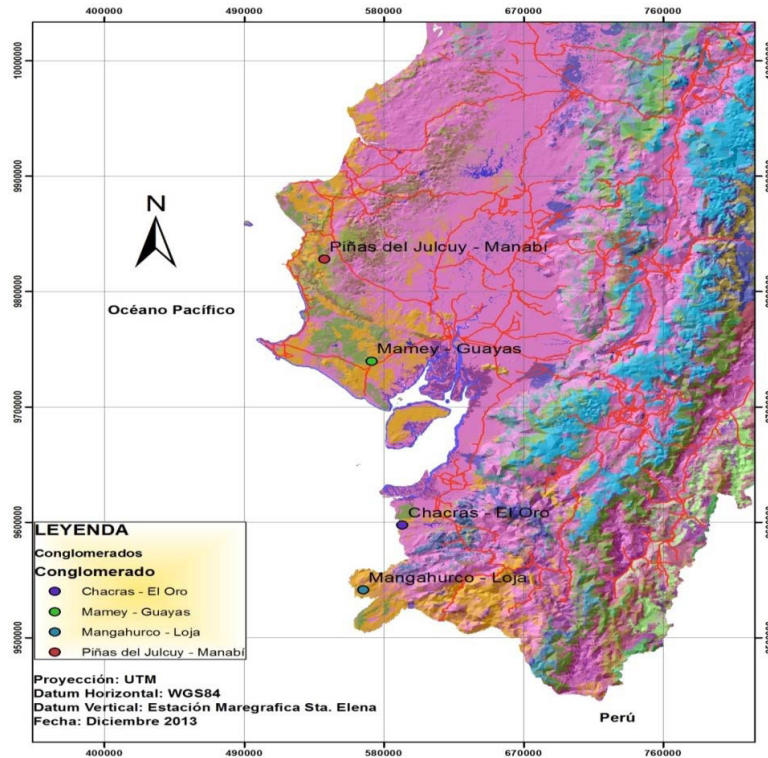 400000 490000 580000 670000 760000
10000000
9900000
N
Piñas del Julcuy - Manabí
9800000
Océano Pacífico
Mamey - Guayas
9700000
Chacras - El Oro
9600000
LEYENDA
Conglomerados
Conglomerado
Chacras - El Oro
Mamey - Guayas
Mangahurco - Loja
Piñas del Julcuy - Manabí
Mangahurco - Loja
9500000
Proyección: UTM
Datum Horizontal: WGS84
Datum Vertical: Estación Maregrafica Sta. Elena
Fecha: Diciembre 2013
Perú
400000 490000 580000 670000 760000